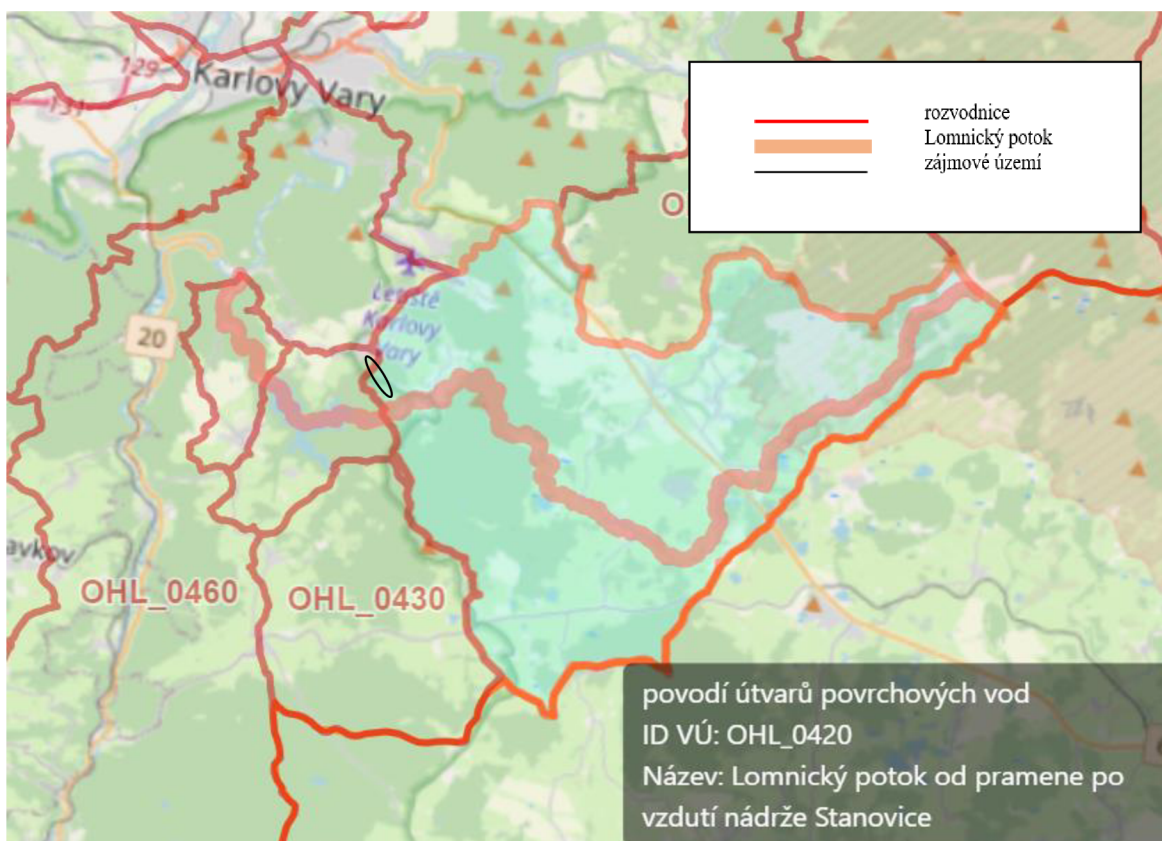 129
131
Karlovy Vary
rozvodnice
Lomnický potok
zájmové území
Letiště
Karlovy
Vary
20
OHL_0460
OHL_0430
povodí útvarů povrchových vod
ID VÚ: OHL_0420
Název: Lomnický potok od pramene po
vzdutí nádrže Stanovice